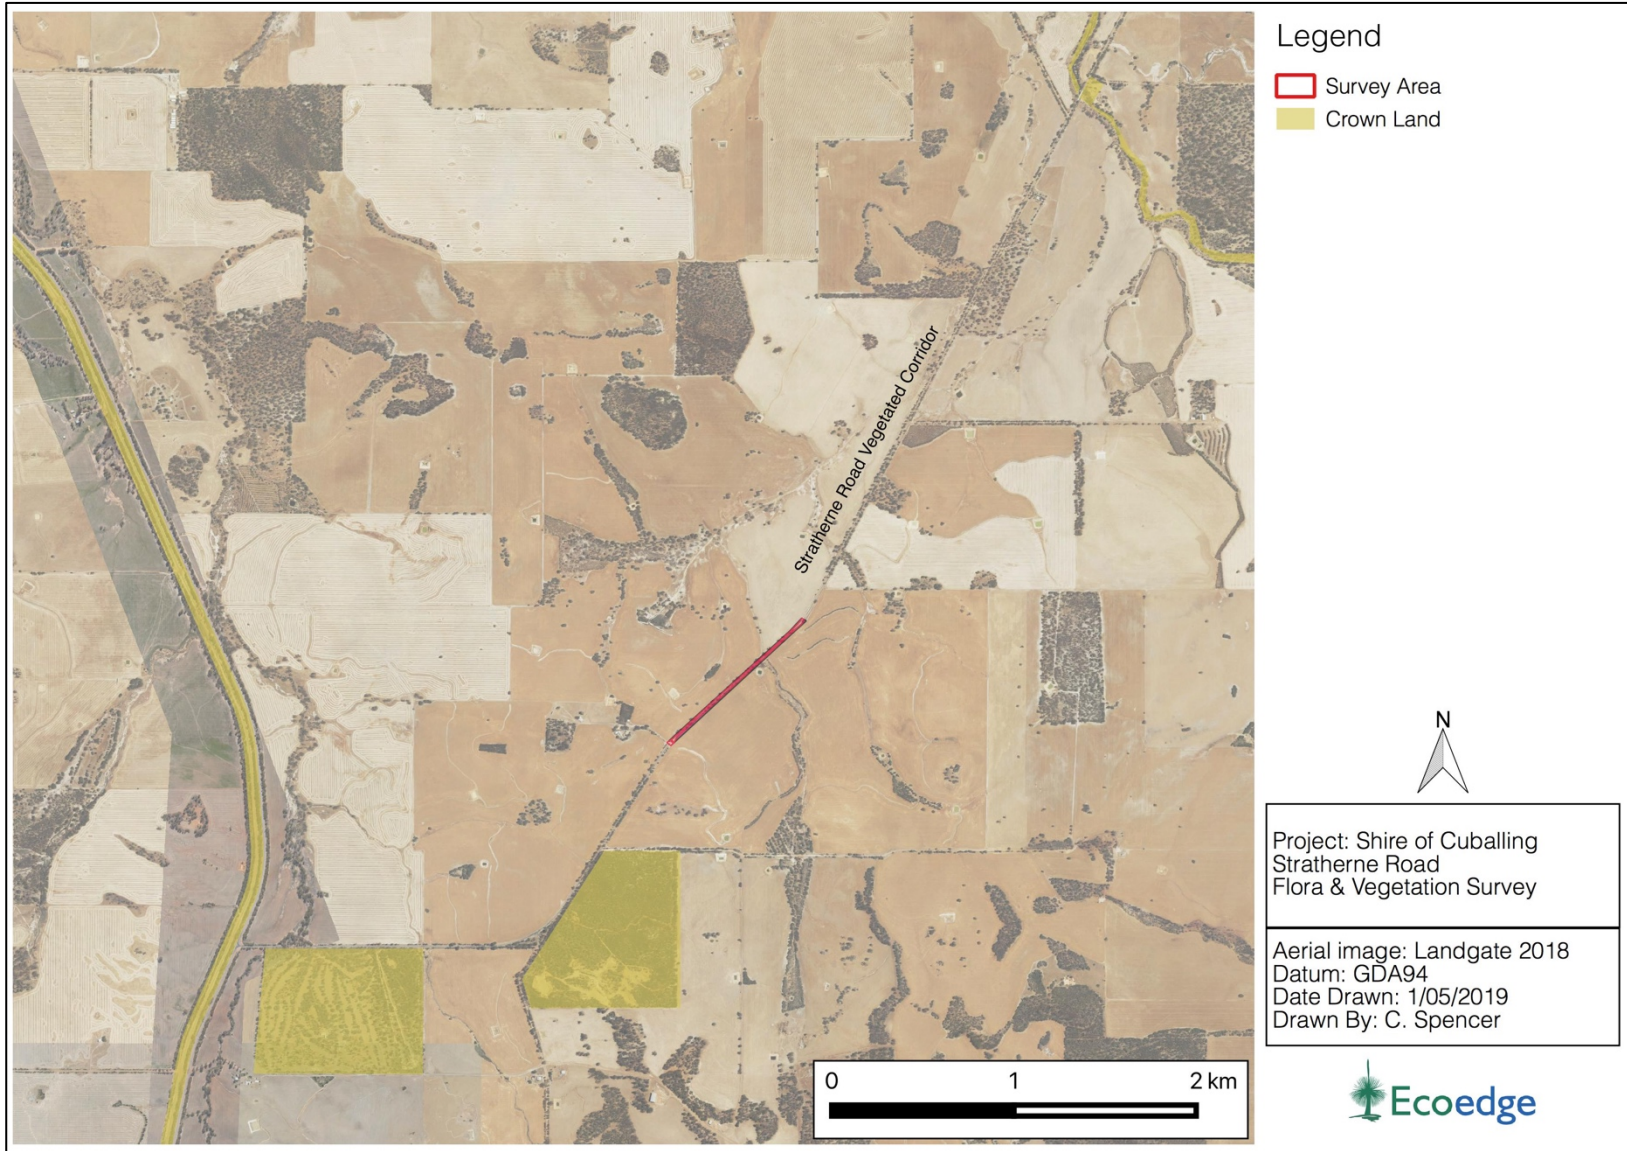 Legend
Survey Area
Crown Land
Stratherne Road Vegetated Corridor
N
Project: Shire of Cuballing
Stratherne Road
Flora & Vegetation Survey
Aerial image: Landgate 2018
Datum: GDA94
Date Drawn: 1/05/2019
Drawn By: C. Spencer
0 1 2 km
Ecoedge